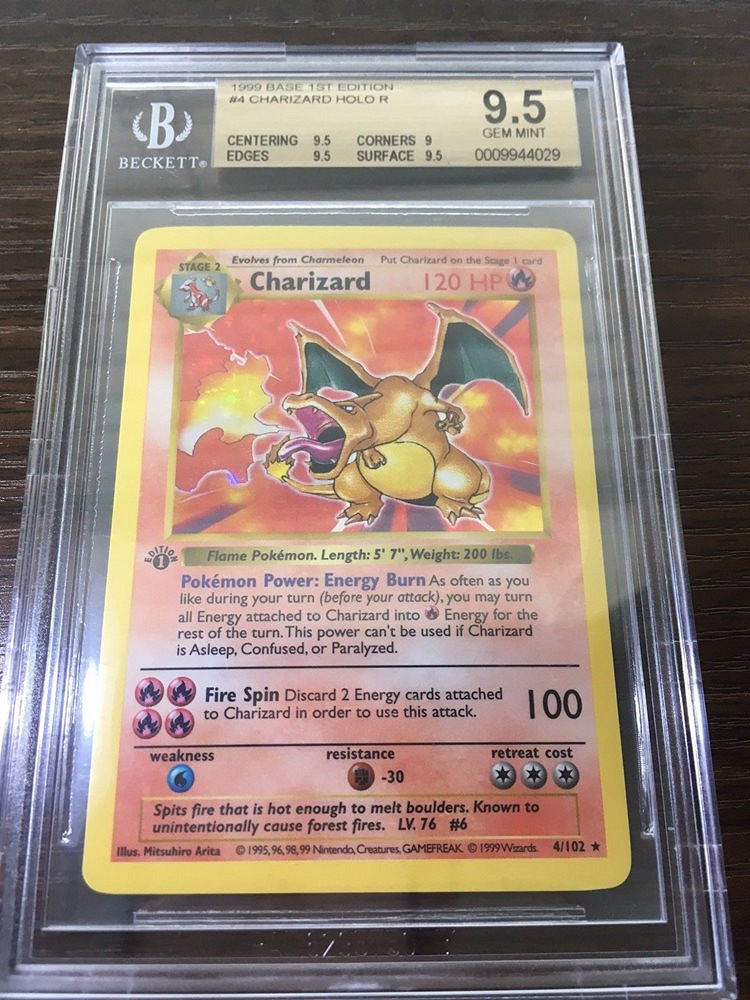 1999 BASE 1ST EDITION
#4 CHARIZARD HOLO R
9.5
GEM MINT
CENTERING 9.5 CORNERS 9
EDGES 9.5 SURFACE 9.5
0009944029
B
BECKETT®
STAGE 2
Evolves from Charmeleon Put Charizard on the Stage 1 card
Charizard 120 HP
EDITION
1
Flame Pokémon. Length: 5' 7", Weight: 200 lbs.
Pokémon Power: Energy Burn As often as you
like during your turn (before your attack), you may turn
all Energy attached to Charizard into Energy for the
rest of the turn. This power can't be used if Charizard
is Asleep, Confused, or Paralyzed.
Fire Spin Discard 2 Energy cards attached
to Charizard in order to use this attack.
100
weakness resistance retreat cost
-30
Spits fire that is hot enough to melt boulders. Known to
unintentionally cause forest fires. LV. 76 #6
Illus. Mitsuhiro Arita © 1995, 96, 98, 99 Nintendo, Creatures, GAMEFREAK. © 1999 Wizards. 4/102 ★